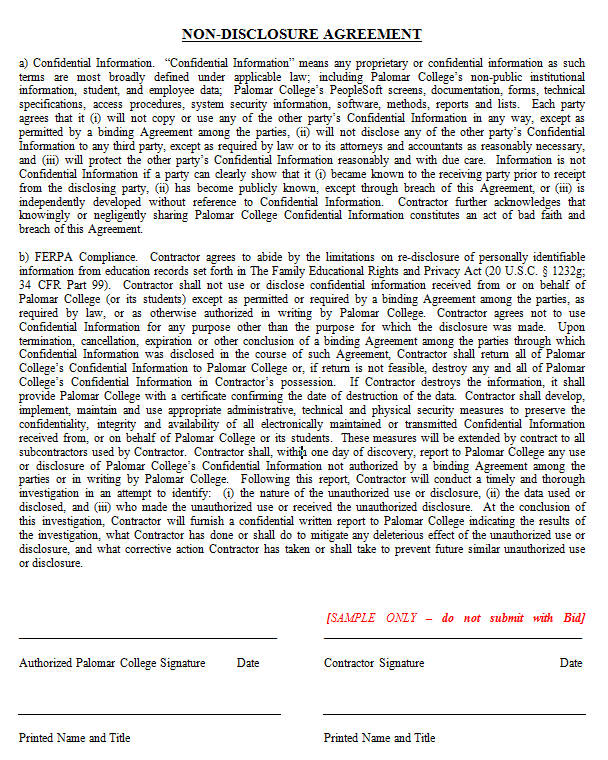 NON-DISCLOSURE AGREEMENT
a) Confidential Information. “Confidential Information” means any proprietary or confidential information as such
terms are most broadly defined under applicable law; including Palomar College’s non-public institutional
information, student, and employee data; Palomar College’s PeopleSoft screens, documentation, forms, technical
specifications, access procedures, system security information, software, methods, reports and lists. Each party
agrees that it (i) will not copy or use any of the other party’s Confidential Information in any way, except as
permitted by a binding Agreement among the parties, (ii) will not disclose any of the other party’s Confidential
Information to any third party, except as required by law or to its attorneys and accountants as reasonably necessary,
and (iii) will protect the other party’s Confidential Information reasonably and with due care. Information is not
Confidential Information if a party can clearly show that it (i) became known to the receiving party prior to receipt
from the disclosing party, (ii) has become publicly known, except through breach of this Agreement, or (iii) is
independently developed without reference to Confidential Information. Contractor further acknowledges that
knowingly or negligently sharing Palomar College Confidential Information constitutes an act of bad faith and
breach of this Agreement.
b) FERPA Compliance. Contractor agrees to abide by the limitations on re-disclosure of personally identifiable
information from education records set forth in The Family Educational Rights and Privacy Act (20 U.S.C. § 1232g;
34 CFR Part 99). Contractor shall not use or disclose confidential information received from or on behalf of
Palomar College (or its students) except as permitted or required by a binding Agreement among the parties, as
required by law, or as otherwise authorized in writing by Palomar College. Contractor agrees not to use
Confidential Information for any purpose other than the purpose for which the disclosure was made. Upon
termination, cancellation, expiration or other conclusion of a binding Agreement among the parties through which
Confidential Information was disclosed in the course of such Agreement, Contractor shall return all of Palomar
College’s Confidential Information to Palomar College or, if return is not feasible, destroy any and all of Palomar
College’s Confidential Information in Contractor’s possession. If Contractor destroys the information, it shall
provide Palomar College with a certificate confirming the date of destruction of the data. Contractor shall develop,
implement, maintain and use appropriate administrative, technical and physical security measures to preserve the
confidentiality, integrity and availability of all electronically maintained or transmitted Confidential Information
received from, or on behalf of Palomar College or its students. These measures will be extended by contract to all
subcontractors used by Contractor. Contractor shall, within one day of discovery, report to Palomar College any use
or disclosure of Palomar College’s Confidential Information not authorized by a binding Agreement among the
parties or in writing by Palomar College. Following this report, Contractor will conduct a timely and thorough
investigation in an attempt to identify: (i) the nature of the unauthorized use or disclosure, (ii) the data used or
disclosed, and (iii) who made the unauthorized use or received the unauthorized disclosure. At the conclusion of
this investigation, Contractor will furnish a confidential written report to Palomar College indicating the results of
the investigation, what Contractor has done or shall do to mitigate any deleterious effect of the unauthorized use or
disclosure, and what corrective action Contractor has taken or shall take to prevent future similar unauthorized use
or disclosure.
[SAMPLE ONLY – do not submit with Bid]
Authorized Palomar College Signature Date Contractor Signature Date
Printed Name and Title Printed Name and Title